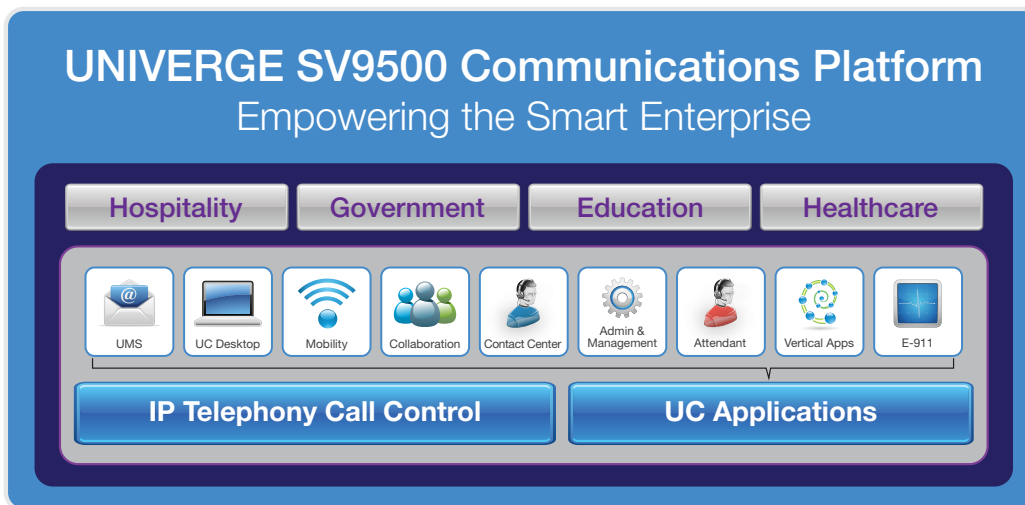 UNIVERGE SV9500 Communications Platform
Empowering the Smart Enterprise
Hospitality
Government
Education
Healthcare
@
UMS
UC Desktop
Mobility
Collaboration
Contact Center
Admin &
Management
Attendant
Vertical Apps
E-911
IP Telephony Call Control
UC Applications